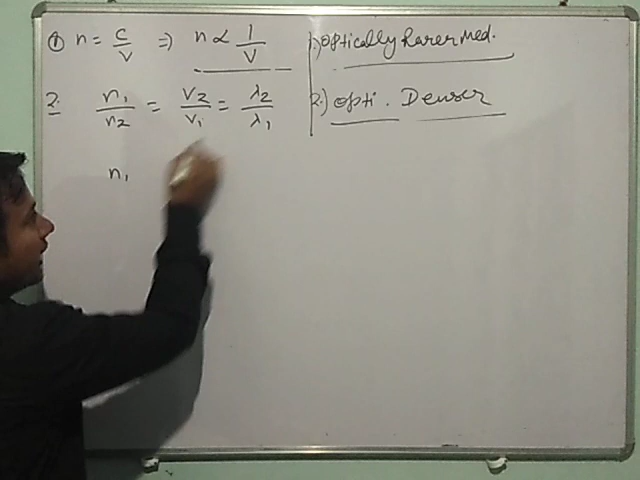 ① n = c/v ⇒ n ∝ 1/v
2. n₁/n₂ = v₂/v₁ = λ₂/λ₁
n₁
1.) Optically Rarer Med.
2.) Opti. Denser